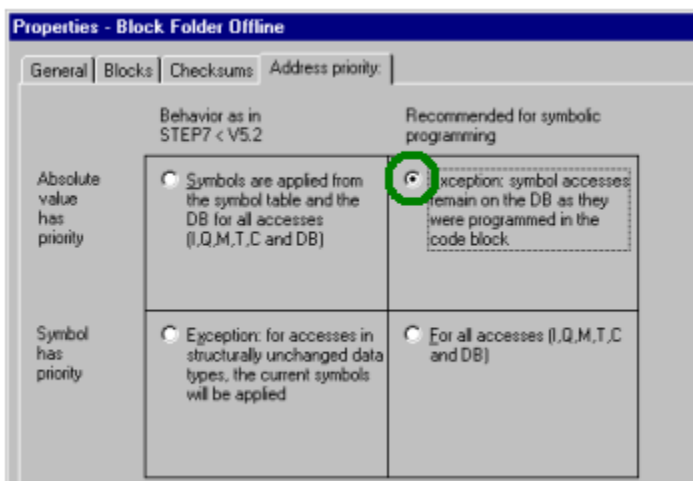 Properties - Block Folder Offline
General Blocks Checksums Address priority:
Behavior as in
STEP7 < V5.2
Recommended for symbolic
programming
Absolute
value
has
priority
Symbols are applied from
the symbol table and the
DB for all accesses
(I,Q,M,T,C and DB)
Exception: symbol accesses
remain on the DB as they
were programmed in the
code block
Symbol
has
priority
Exception: for accesses in
structurally unchanged data
types, the current symbols
will be applied
For all accesses (I,Q,M,T,C
and DB)